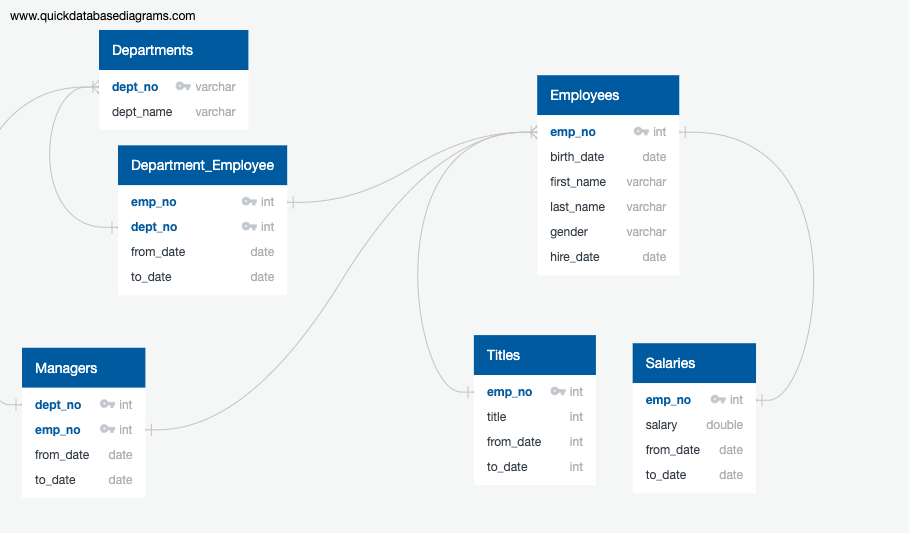 www.quickdatabasediagrams.com
Departments
dept_no varchar
dept_name varchar
Department_Employee
emp_no int
dept_no int
from_date date
to_date date
Managers
dept_no int
emp_no int
from_date date
to_date date
Employees
emp_no int
birth_date date
first_name varchar
last_name varchar
gender varchar
hire_date date
Titles
emp_no int
title int
from_date int
to_date int
Salaries
emp_no int
salary double
from_date date
to_date date